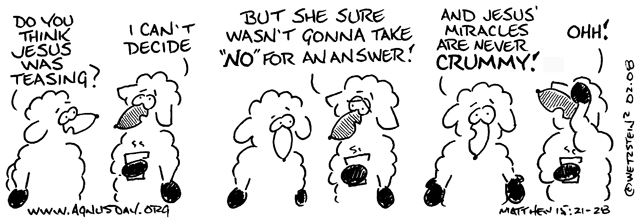 DO YOU
THINK
JESUS
WAS
TEASING?
I CAN'T
DECIDE
BUT SHE SURE
WASN'T GONNA TAKE
"NO" FOR AN ANSWER!
AND JESUS'
MIRACLES
ARE NEVER
CRUMMY!
OHH!
WWW.AGNUSDAY.ORG
MATTHEW 15:21-28
@WETZSTEN² 02.08